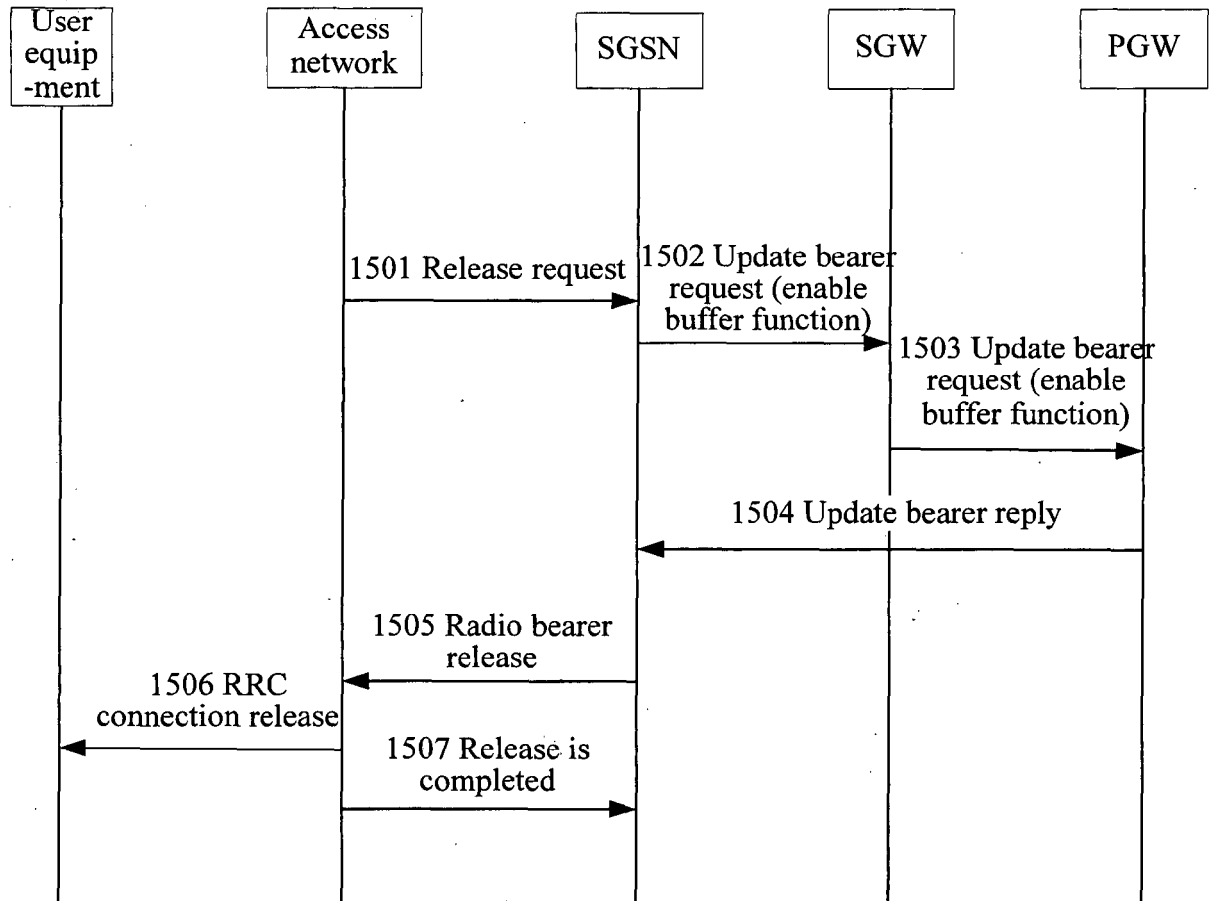 User
equip
-ment
Access
network
SGSN
SGW
PGW
1501 Release request
1502 Update bearer
request (enable
buffer function)
1503 Update bearer
request (enable
buffer function)
1504 Update bearer reply
1505 Radio bearer
release
1506 RRC
connection release
1507 Release is
completed